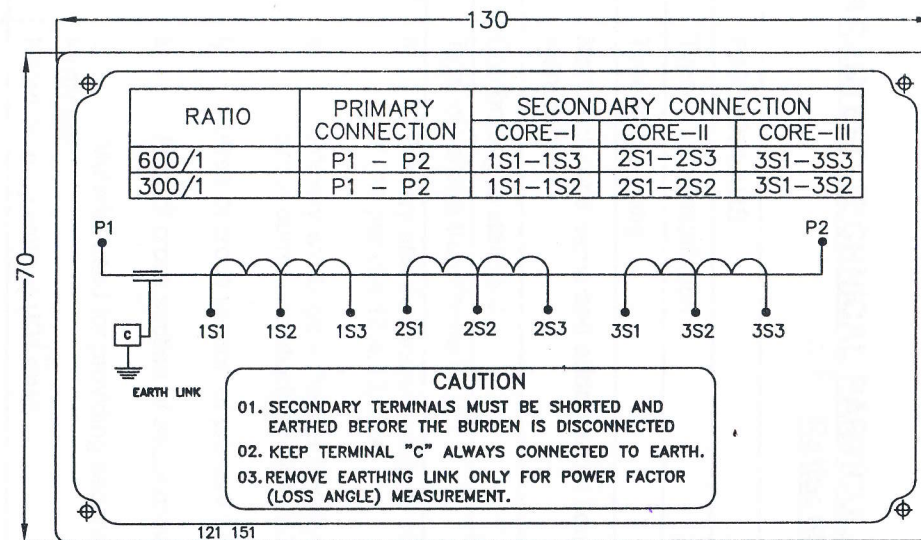 130
70
RATIO PRIMARY CONNECTION SECONDARY CONNECTION
CORE-I CORE-II CORE-III
600/1 P1 - P2 1S1-1S3 2S1-2S3 3S1-3S3
300/1 P1 - P2 1S1-1S2 2S1-2S2 3S1-3S2
P1 P2
1S1 1S2 1S3 2S1 2S2 2S3 3S1 3S2 3S3
C
EARTH LINK
CAUTION
01. SECONDARY TERMINALS MUST BE SHORTED AND
EARTHED BEFORE THE BURDEN IS DISCONNECTED
02. KEEP TERMINAL "C" ALWAYS CONNECTED TO EARTH.
03. REMOVE EARTHING LINK ONLY FOR POWER FACTOR
(LOSS ANGLE) MEASUREMENT.
121 151